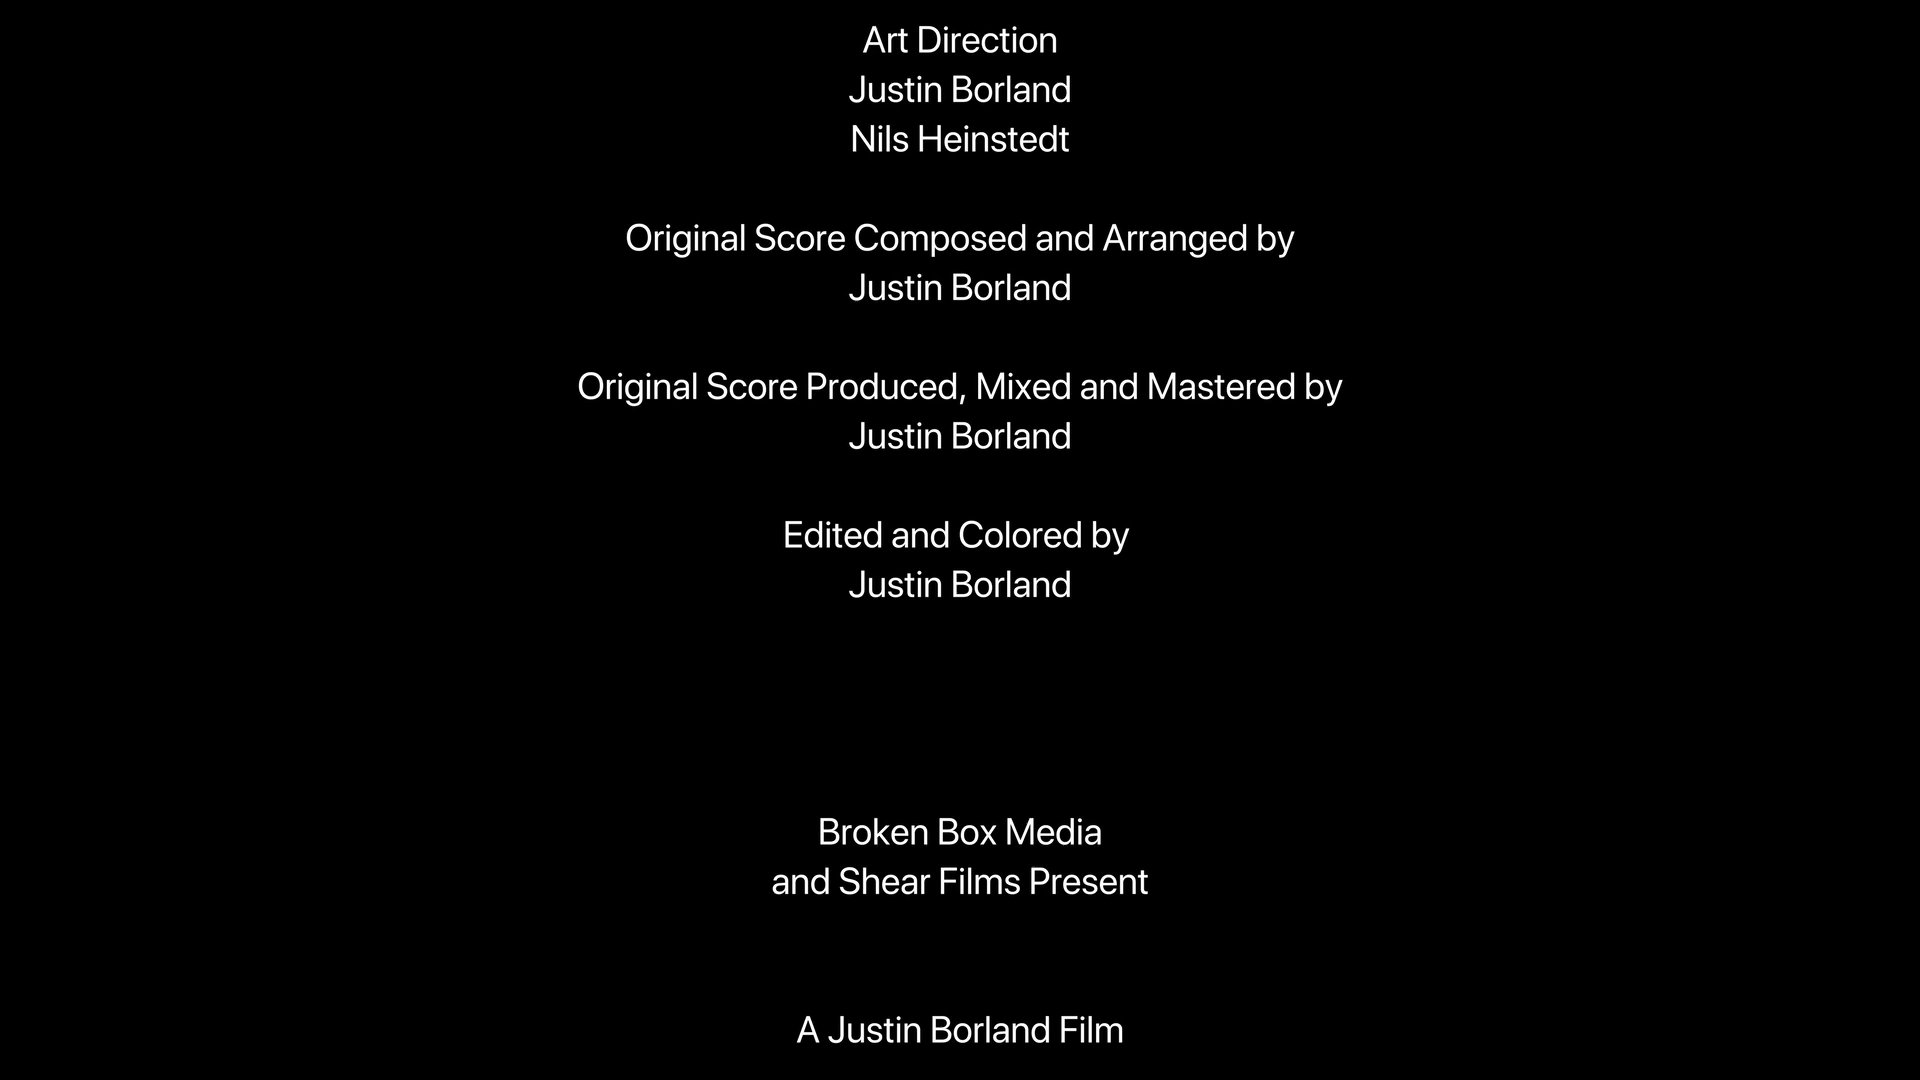 Art Direction
Justin Borland
Nils Heinstedt
Original Score Composed and Arranged by
Justin Borland
Original Score Produced, Mixed and Mastered by
Justin Borland
Edited and Colored by
Justin Borland
Broken Box Media
and Shear Films Present
A Justin Borland Film